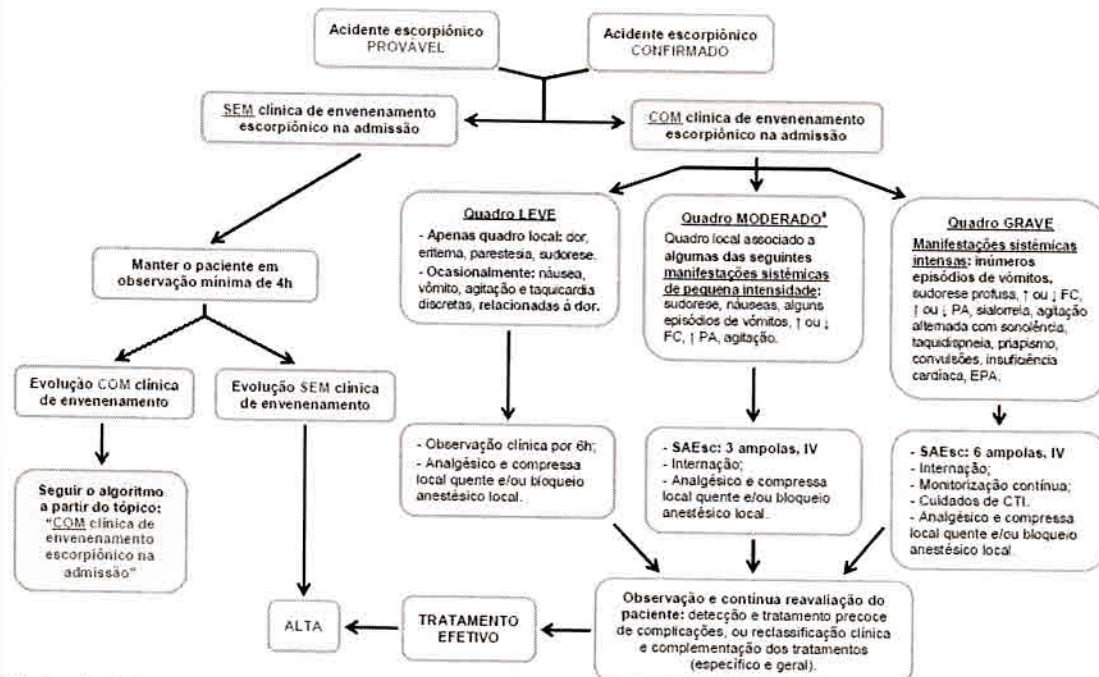 Acidente escorpiônico
PROVÁVEL
Acidente escorpiônico
CONFIRMADO
SEM clínica de envenenamento
escorpiônico na admissão
COM clínica de envenenamento
escorpiônico na admissão
Manter o paciente em
observação mínima de 4h
Evolução COM clínica
de envenenamento
Evolução SEM clínica
de envenenamento
Seguir o algoritmo
a partir do tópico:
"COM clínica de
envenenamento
escorpiônico na
admissão"
Quadro LEVE
- Apenas quadro local: dor,
eritema, parestesia, sudorese.
- Ocasionalmente: náusea,
vômito, agitação e taquicardia
discretas, relacionadas à dor.
Quadro MODERADO
Quadro local associado a
algumas das seguintes
manifestações sistêmicas
de pequena intensidade:
sudorese, náuseas, alguns
episódios de vômitos, ↑ ou ↓
FC, ↑ PA, agitação.
Quadro GRAVE
Manifestações sistêmicas
intensas: inúmeros
episódios de vômitos,
sudorese profusa, ↑ ou ↓ FC,
↑ ou ↓ PA, sialorreia, agitação
alternada com sonolência,
taquidispneia, priapismo,
convulsões, insuficiência
cardíaca, EPA.
- Observação clínica por 6h;
- Analgésico e compressa
local quente e/ou bloqueio
anestésico local.
- SAEsc: 3 ampolas, IV
- Internação;
- Analgésico e compressa
local quente e/ou bloqueio
anestésico local.
- SAEsc: 6 ampolas, IV
- Internação;
- Monitorização contínua;
- Cuidados de CTI.
- Analgésico e compressa
local quente e/ou bloqueio
anestésico local.
Observação e contínua reavaliação do
paciente: detecção e tratamento precoce
de complicações, ou reclassificação clínica
e complementação dos tratamentos
(específico e geral).
TRATAMENTO
EFETIVO
ALTA